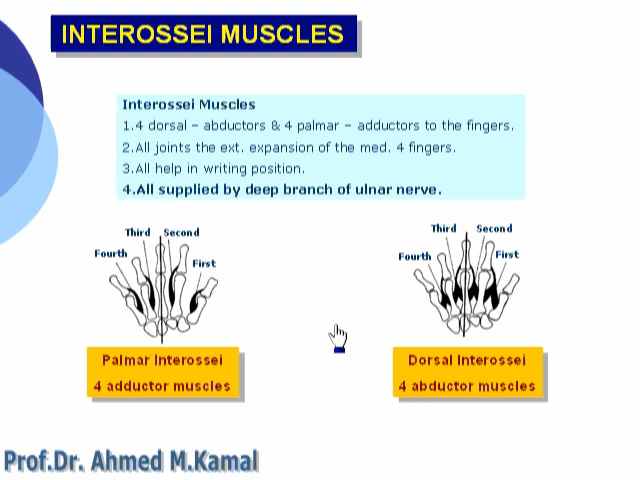 INTEROSSEI MUSCLES
Interossei Muscles
1.4 dorsal – abductors & 4 palmar – adductors to the fingers.
2.All joints the ext. expansion of the med. 4 fingers.
3.All help in writing position.
4.All supplied by deep branch of ulnar nerve.
Third Second
Fourth
First
Third Second
Fourth
First
Palmar Interossei
4 adductor muscles
Dorsal Interossei
4 abductor muscles
Prof.Dr. Ahmed M.Kamal